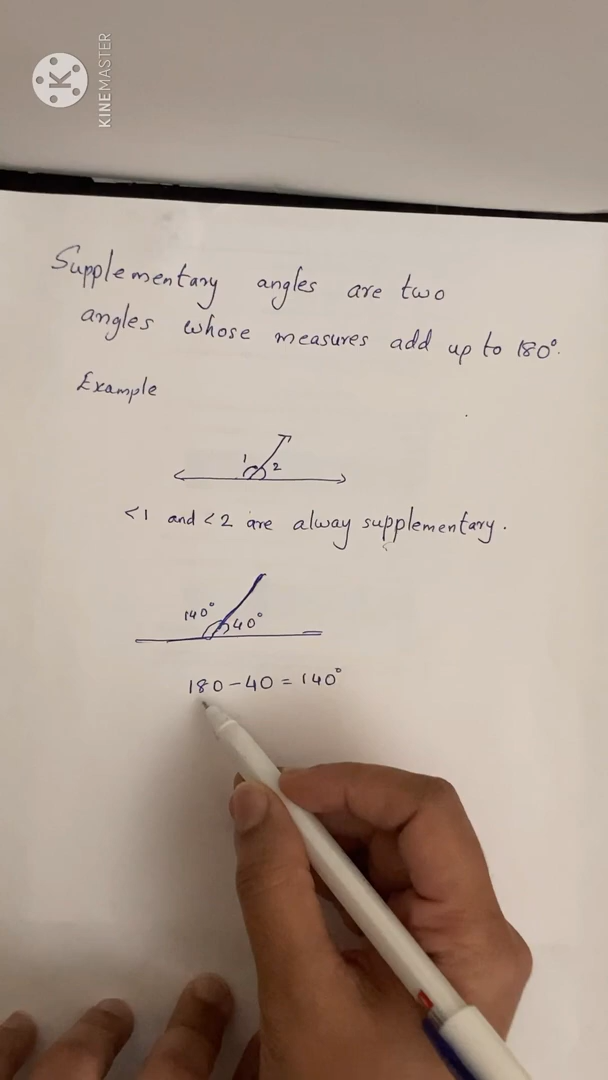 KINEMASTER
Supplementary angles are two
angles whose measures add up to 180°.
Example
1 2
<1 and <2 are alway supplementary.
140° 40°
180-40=140°